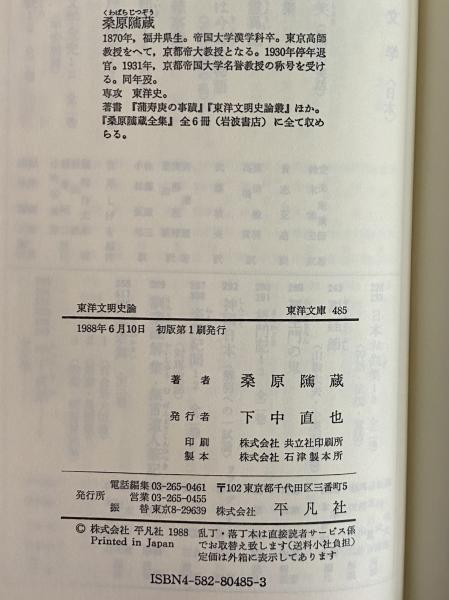 くわばらじつぞう
桑原隲蔵
1870年，福井県生。帝国大学漢学科卒。東京高師
教授をへて，京都帝大教授となる。1930年停年退
官。1931年，京都帝国大学名誉教授の称号を受け
る。同年歿。
専攻 東洋史。
著書 『蒲寿庚の事蹟』『東洋文明史論叢』ほか。
『桑原隲蔵全集』全6冊（岩波書店）に全て収め
らる。
東洋文明史論 東洋文庫 485
1988年6月10日 初版第1刷発行
著者 桑原隲蔵
発行者 下中直也
印刷 株式会社 共立社印刷所
製本 株式会社 石津製本所
発行所 電話編集 03-265-0461 〒102 東京都千代田区三番町5
営業 03-265-0455 株式会社 平凡社
振替 東京8-29639
© 株式会社 平凡社 1988 乱丁・落丁本は直接読者サービス係
Printed in Japan でお取替え致します（送料小社負担）
定価は外箱に表示してあります
ISBN4-582-80485-3